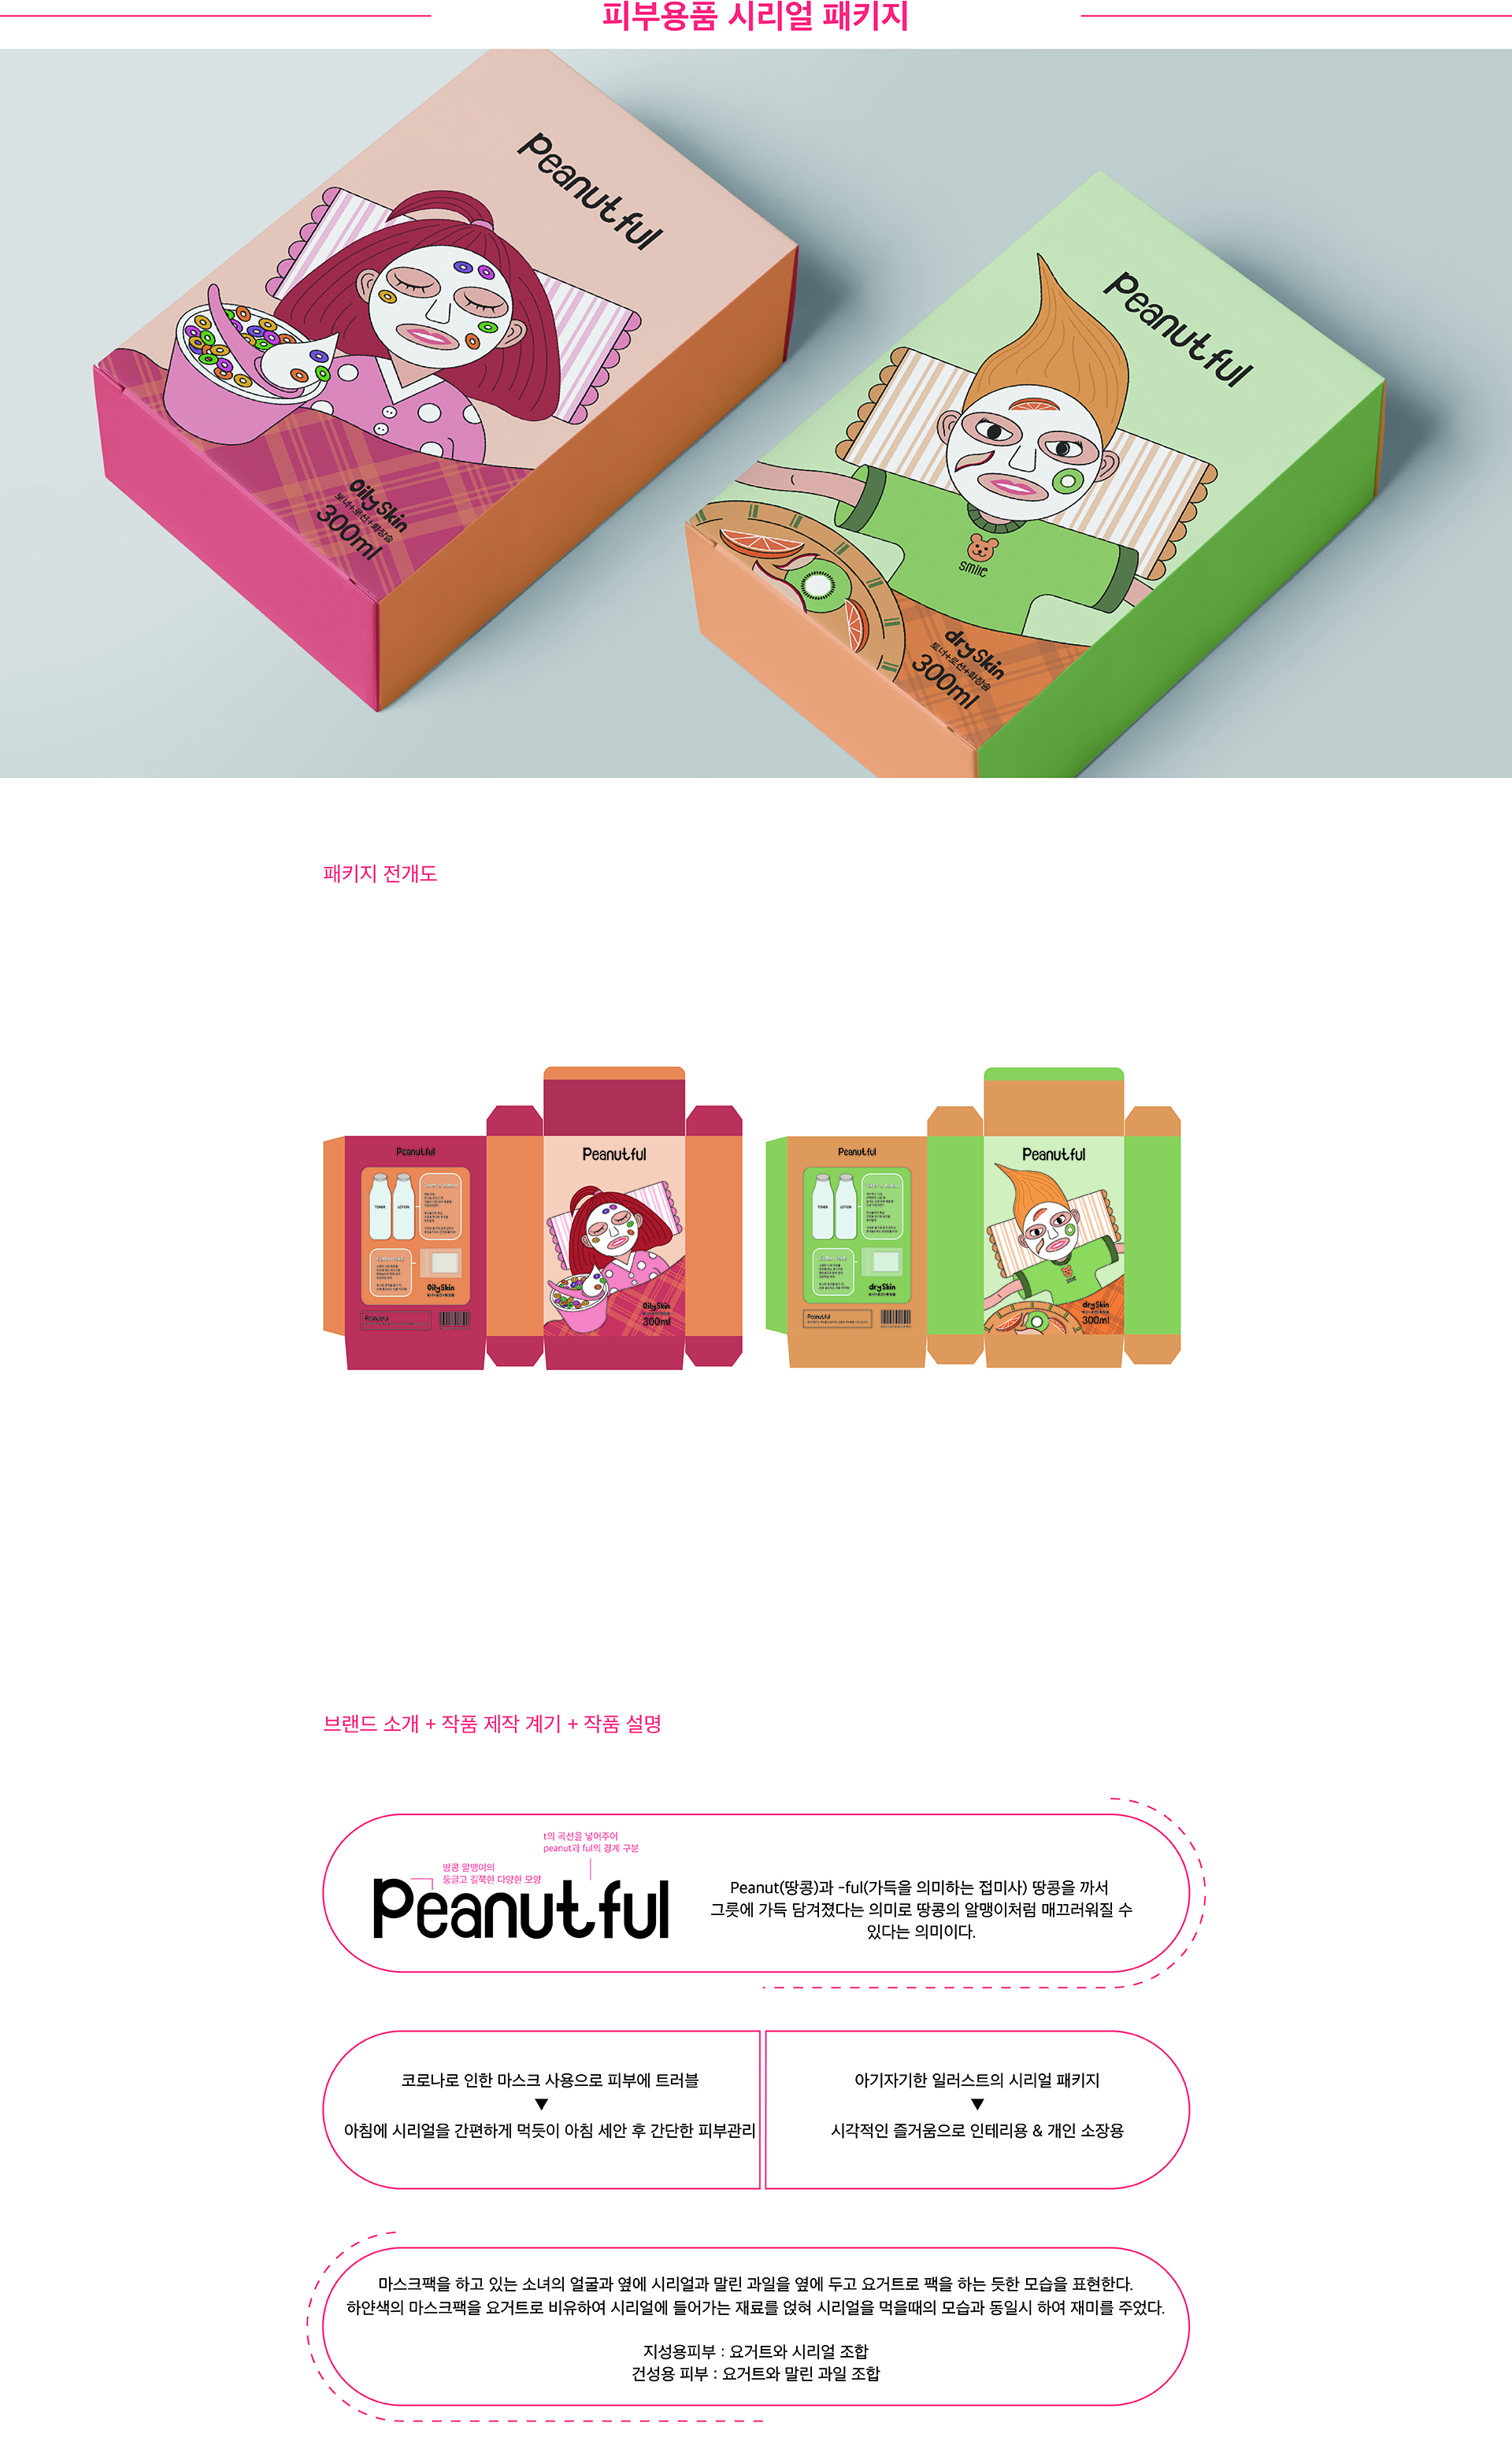 피부용품 시리얼 패키지
Peanutful
Oily Skin
토너+로션+화장솜
300ml
Peanutful
smile
dry Skin
토너+로션+화장솜
300ml
패키지 전개도
Peanutful
TONER
LOTION
Oily Skin
Peanutful
Peanutful
Oily Skin
300ml
Peanutful
TONER
LOTION
dry Skin
Peanutful
Peanutful
smile
dry Skin
300ml
브랜드 소개 + 작품 제작 계기 + 작품 설명
t의 곡선을 넣어주어
peanut과 ful의 경계 구분
땅콩 알맹이의
둥글고 길쭉한 다양한 모양
Peanutful
Peanut(땅콩)과 -ful(가득을 의미하는 접미사) 땅콩을 까서
그릇에 가득 담겨졌다는 의미로 땅콩의 알맹이처럼 매끄러워질 수
있다는 의미이다.
코로나로 인한 마스크 사용으로 피부에 트러블
▼
아침에 시리얼을 간편하게 먹듯이 아침 세안 후 간단한 피부관리
아기자기한 일러스트의 시리얼 패키지
▼
시각적인 즐거움으로 인테리용 & 개인 소장용
마스크팩을 하고 있는 소녀의 얼굴과 옆에 시리얼과 말린 과일을 옆에 두고 요거트로 팩을 하는 듯한 모습을 표현한다.
하얀색의 마스크팩을 요거트로 비유하여 시리얼에 들어가는 재료를 얹혀 시리얼을 먹을때의 모습과 동일시 하여 재미를 주었다.
지성용피부 : 요거트와 시리얼 조합
건성용 피부 : 요거트와 말린 과일 조합